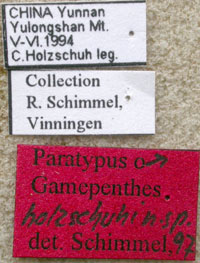 CHINA Yunnan
Yulongshan Mt.
V-VI.1994
C.Holzschuh leg.
Collection
R. Schimmel,
Vinningen
Paratypus ♂
Gamepenthes.
holzschuhi n.sp.
det. Schimmel, 97